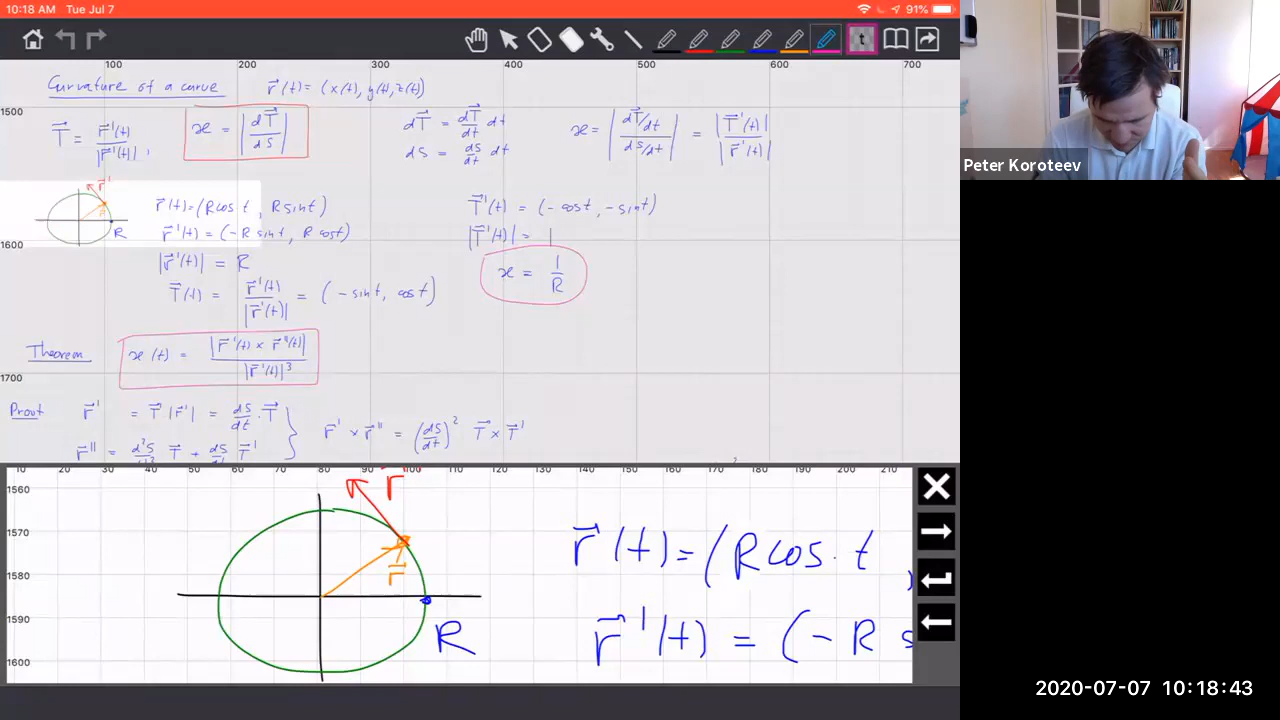 10:18 AM Tue Jul 7
91%
t
100 200 300 400 500 600 700
Curvature of a curve r⃗(t) = (x(t), y(t), z(t))
1500
T⃗ = r⃗'(t) / |r⃗'(t)| , ϰ = |dT⃗/ds| dT⃗ = dT⃗/dt dt ϰ = |dT⃗/dt / ds/dt| = |T⃗'(t)| / |r⃗'(t)|
ds = ds/dt dt
Peter Koroteev
r⃗' r⃗ R
r⃗(t) = (R cos t, R sin t) T⃗'(t) = (- cos t, - sin t)
r⃗'(t) = (-R sin t, R cos t) |T⃗'(t)| = 1
1600
|r⃗'(t)| = R ϰ = 1/R
T⃗(t) = r⃗'(t) / |r⃗'(t)| = (- sin t, cos t)
Theorem ϰ(t) = |r⃗'(t) × r⃗''(t)| / |r⃗'(t)|³
1700
Proof r⃗' = T⃗ |r⃗'| = ds/dt · T⃗
r⃗' × r⃗'' = (ds/dt)² T⃗ × T⃗'
r⃗'' = d²s/dt² T⃗ + ds/dt T⃗'
10 20 30 40 50 60 70 80 90 100 110 120 130 140 150 160 170 180 190 200 210
1560
r⃗
1570
r⃗(t) = (R cos · t ,
1580
r⃗
1590
R r⃗'(t) = (- R s
1600
2020-07-07 10:18:43